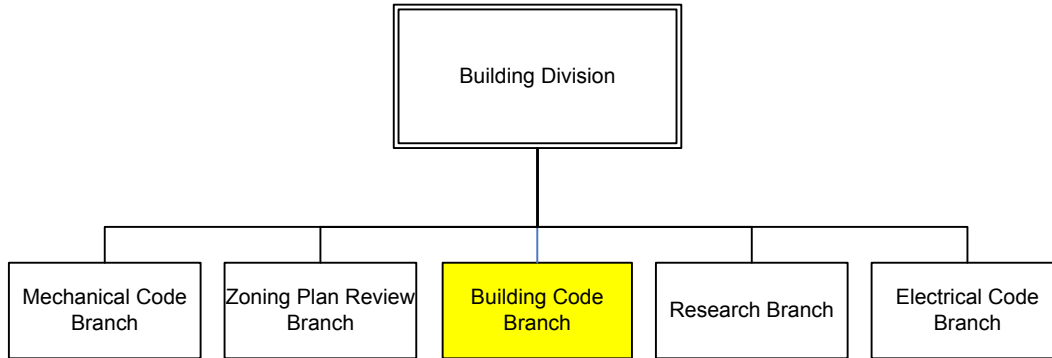 Building Division
Mechanical Code
Branch
Zoning Plan Review
Branch
Building Code
Branch
Research Branch
Electrical Code
Branch